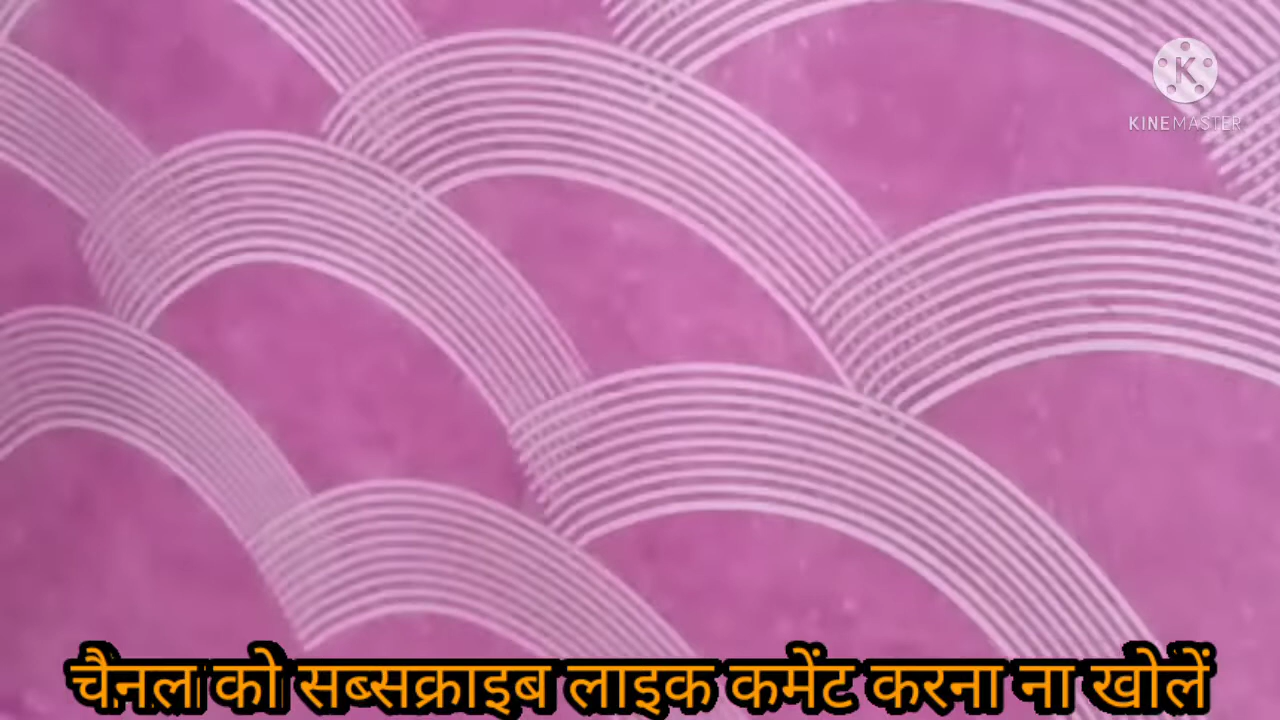 KINEMASTER
चैनल को सब्सक्राइब लाइक कमेंट करना ना खोलें